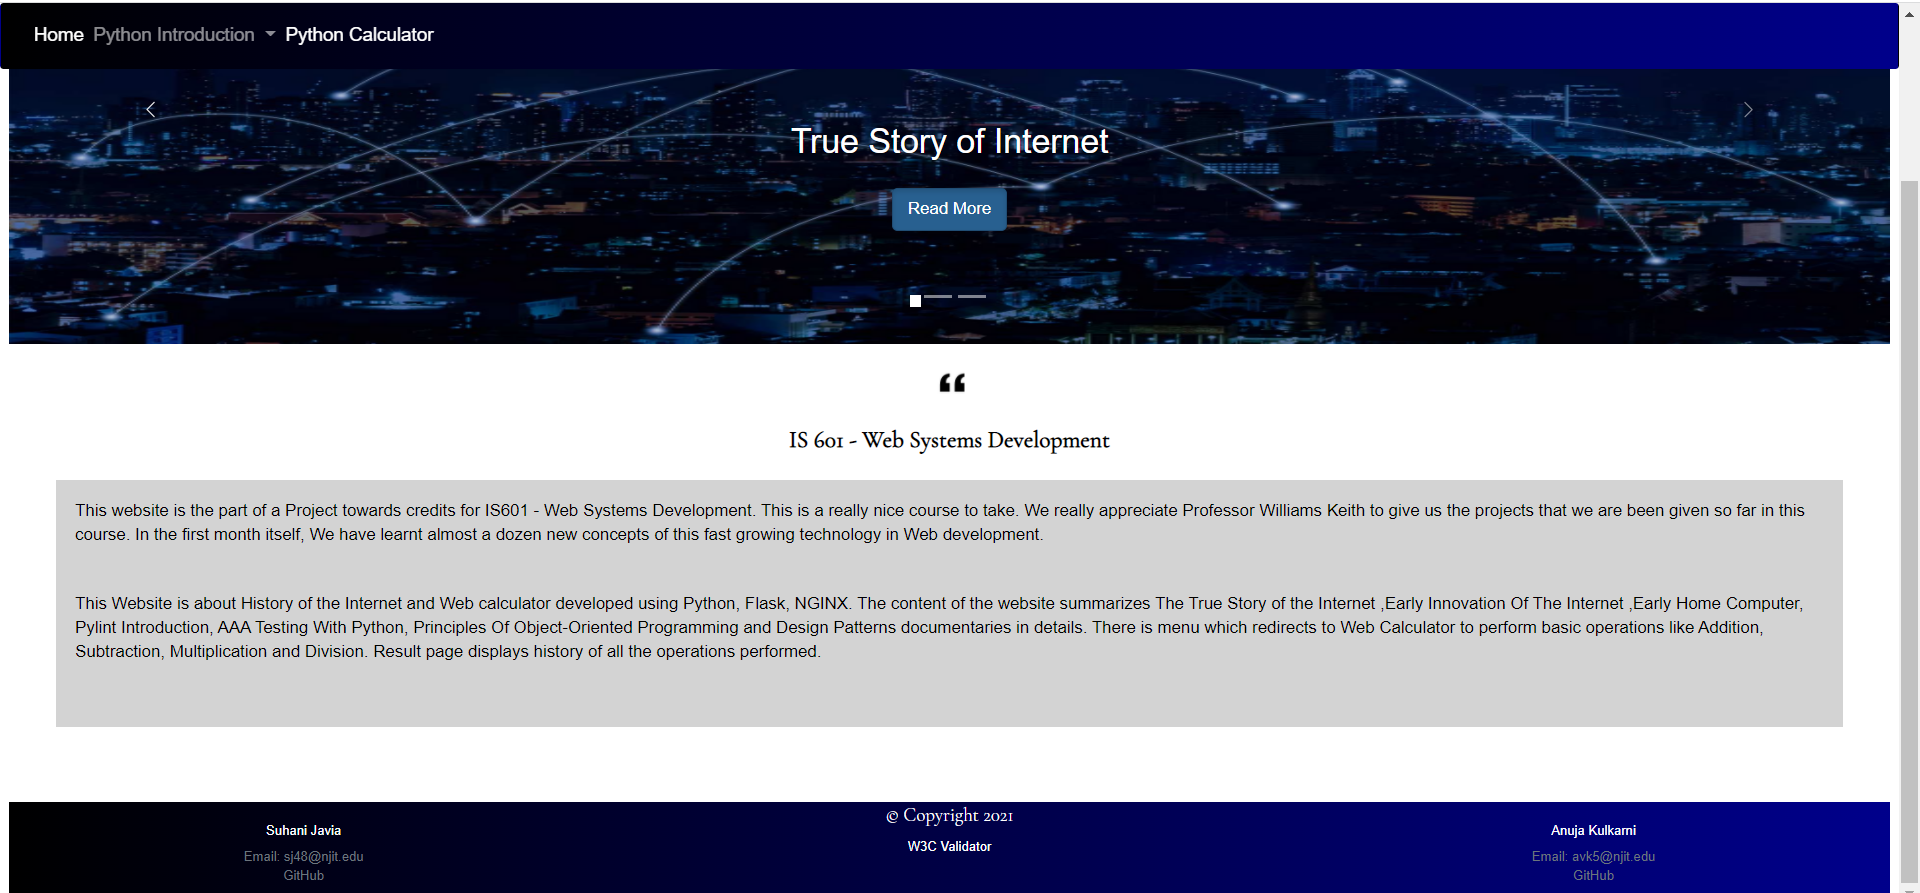 Home Python Introduction Python Calculator
True Story of Internet
Read More
“
IS 601 - Web Systems Development
This website is the part of a Project towards credits for IS601 - Web Systems Development. This is a really nice course to take. We really appreciate Professor Williams Keith to give us the projects that we are been given so far in this
course. In the first month itself, We have learnt almost a dozen new concepts of this fast growing technology in Web development.
This Website is about History of the Internet and Web calculator developed using Python, Flask, NGINX. The content of the website summarizes The True Story of the Internet ,Early Innovation Of The Internet ,Early Home Computer,
Pylint Introduction, AAA Testing With Python, Principles Of Object-Oriented Programming and Design Patterns documentaries in details. There is menu which redirects to Web Calculator to perform basic operations like Addition,
Subtraction, Multiplication and Division. Result page displays history of all the operations performed.
Suhani Javia
Email: sj48@njit.edu
GitHub
© Copyright 2021
W3C Validator
Anuja Kulkarni
Email: avk5@njit.edu
GitHub